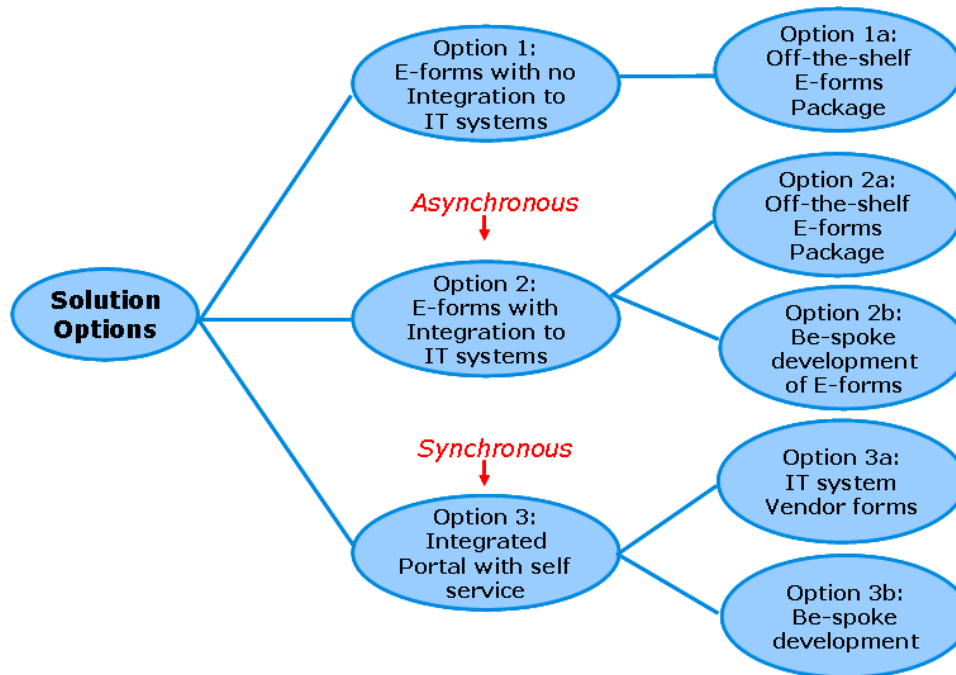 Solution
Options
Option 1:
E-forms with no
Integration to
IT systems
Option 1a:
Off-the-shelf
E-forms
Package
Asynchronous
Option 2:
E-forms with
Integration to
IT systems
Option 2a:
Off-the-shelf
E-forms
Package
Option 2b:
Be-spoke
development
of E-forms
Synchronous
Option 3:
Integrated
Portal with self
service
Option 3a:
IT system
Vendor forms
Option 3b:
Be-spoke
development